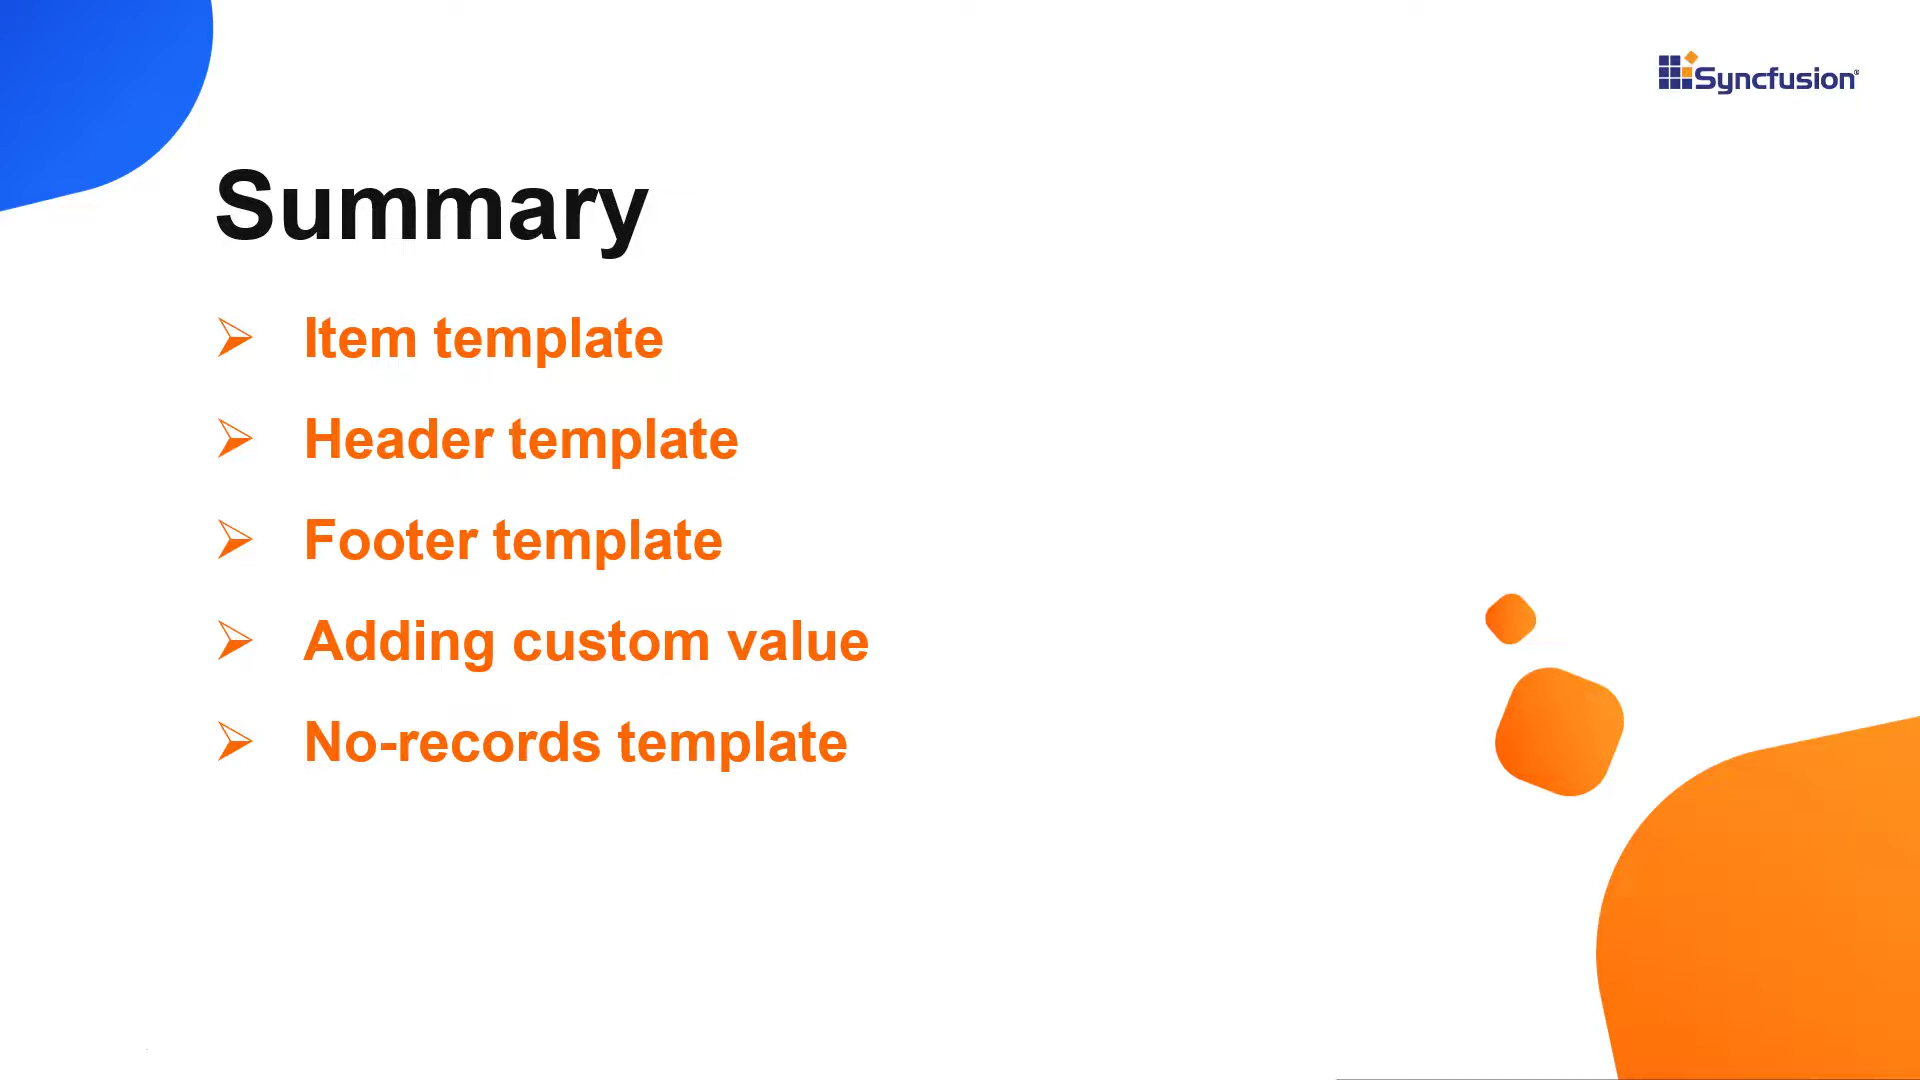 Syncfusion®
Summary
➢ Item template
➢ Header template
➢ Footer template
➢ Adding custom value
➢ No-records template